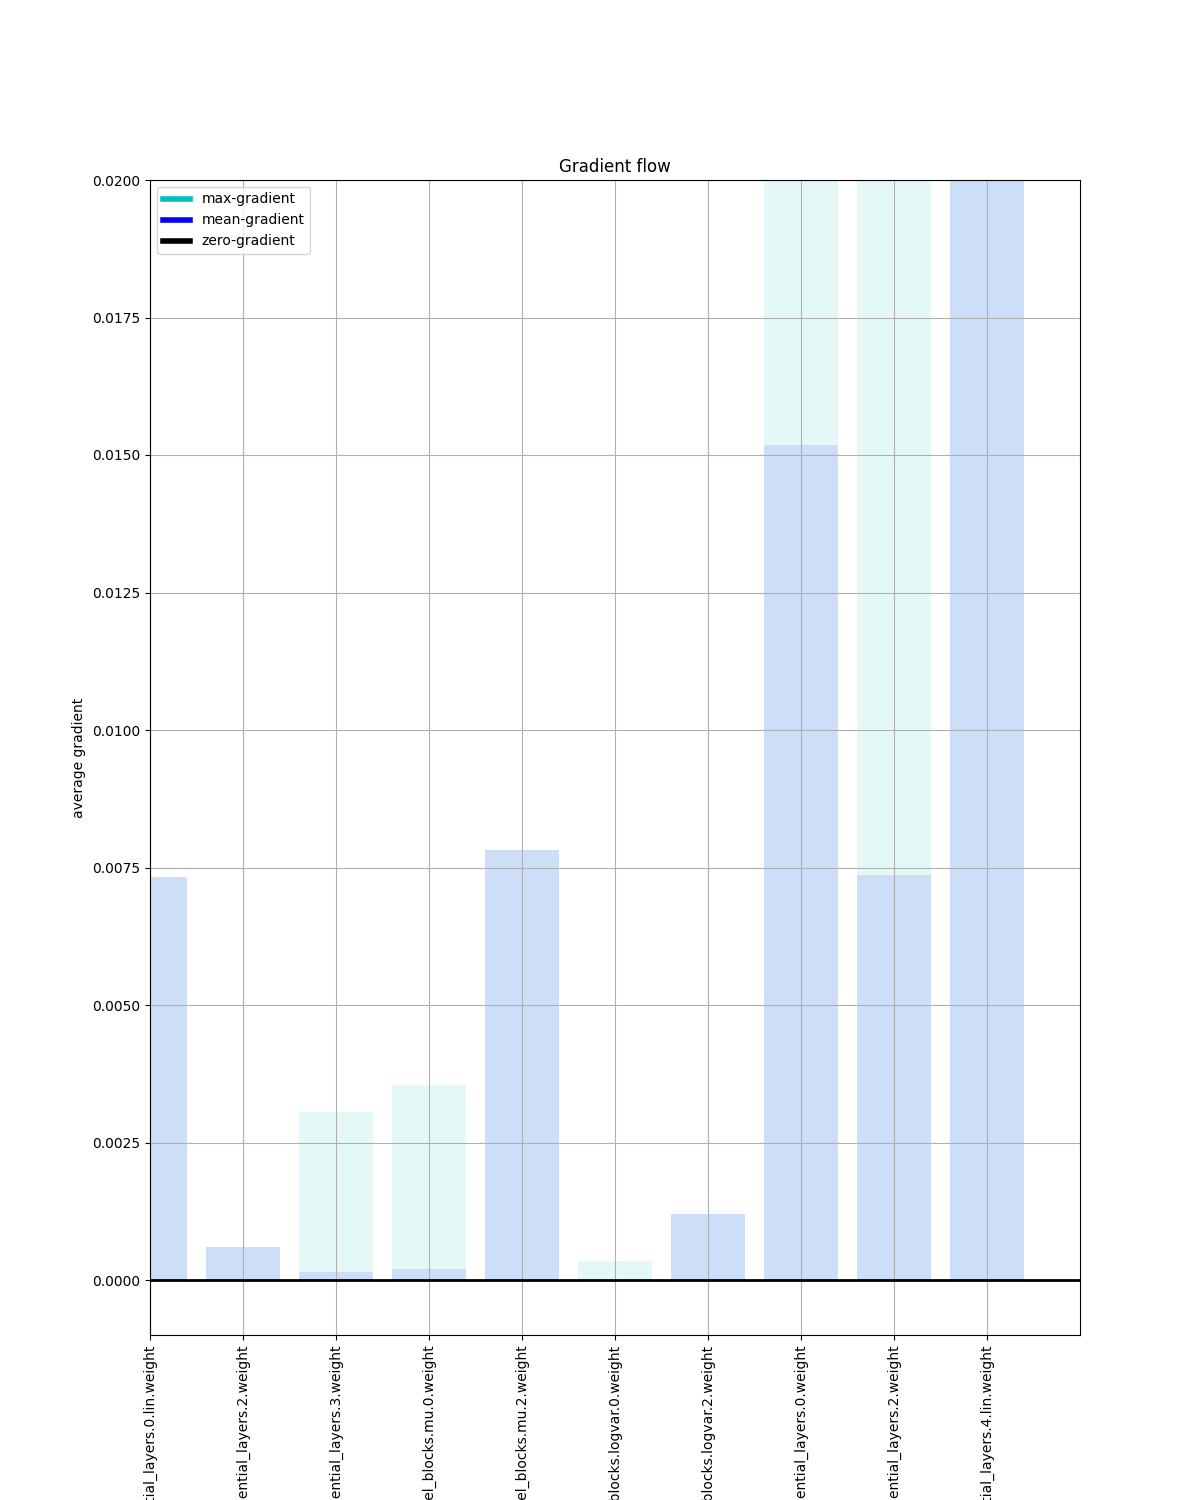 Gradient flow
max-gradient
mean-gradient
zero-gradient
0.0200
0.0175
0.0150
0.0125
0.0100
0.0075
0.0050
0.0025
0.0000
average gradient
tial_layers.0.lin.weight
ential_layers.2.weight
ential_layers.3.weight
el_blocks.mu.0.weight
el_blocks.mu.2.weight
blocks.logvar.0.weight
blocks.logvar.2.weight
ential_layers.0.weight
ential_layers.2.weight
tial_layers.4.lin.weight